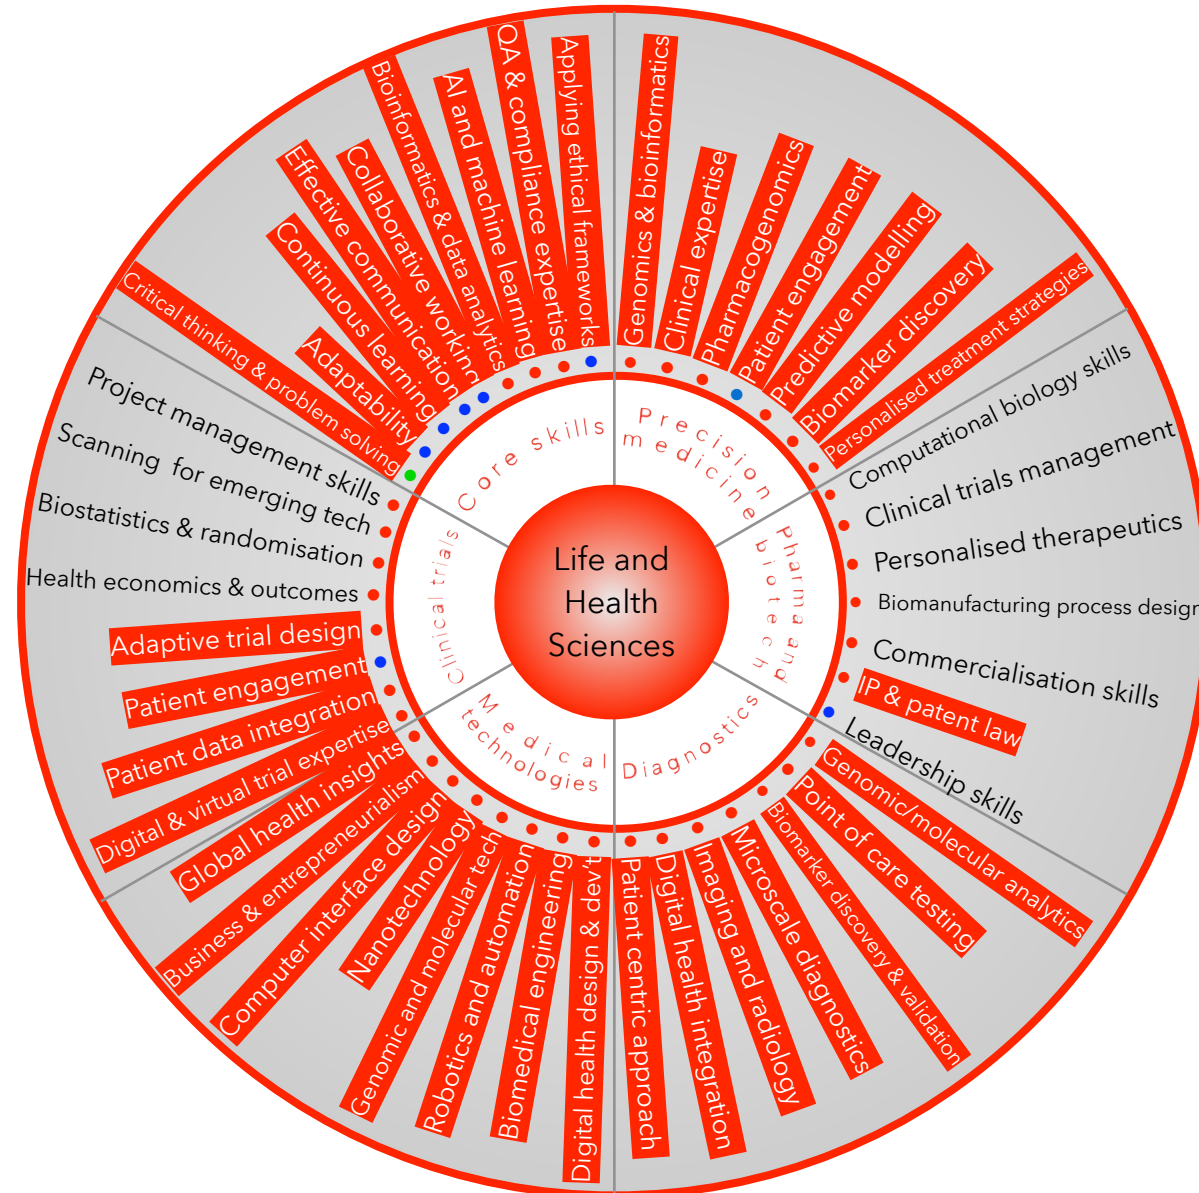 Life and
Health
Sciences
Core skills
Precision
medicine
Pharma and
biotech
Diagnostics
Medical
technologies
Clinical trials
Critical thinking & problem solving
Adaptability
Continuous learning
Effective communication
Collaborative working
Bioinformatics & data analytics
AI and machine learning
QA & compliance expertise
Applying ethical frameworks
Genomics & bioinformatics
Clinical expertise
Pharmacogenomics
Patient engagement
Predictive modelling
Biomarker discovery
Personalised treatment strategies
Computational biology skills
Clinical trials management
Personalised therapeutics
Biomanufacturing process design
Commercialisation skills
IP & patent law
Leadership skills
Genomic/molecular analytics
Point of care testing
Biomarker discovery & validation
Microscale diagnostics
Imaging and radiology
Digital health integration
Patient centric approach
Digital health design & devt
Biomedical engineering
Robotics and automation
Genomic and molecular tech
Nanotechnology
Computer interface design
Business & entrepreneurialism
Global health insights
Digital & virtual trial expertise
Patient data integration
Patient engagement
Adaptive trial design
Health economics & outcomes
Biostatistics & randomisation
Scanning for emerging tech
Project management skills